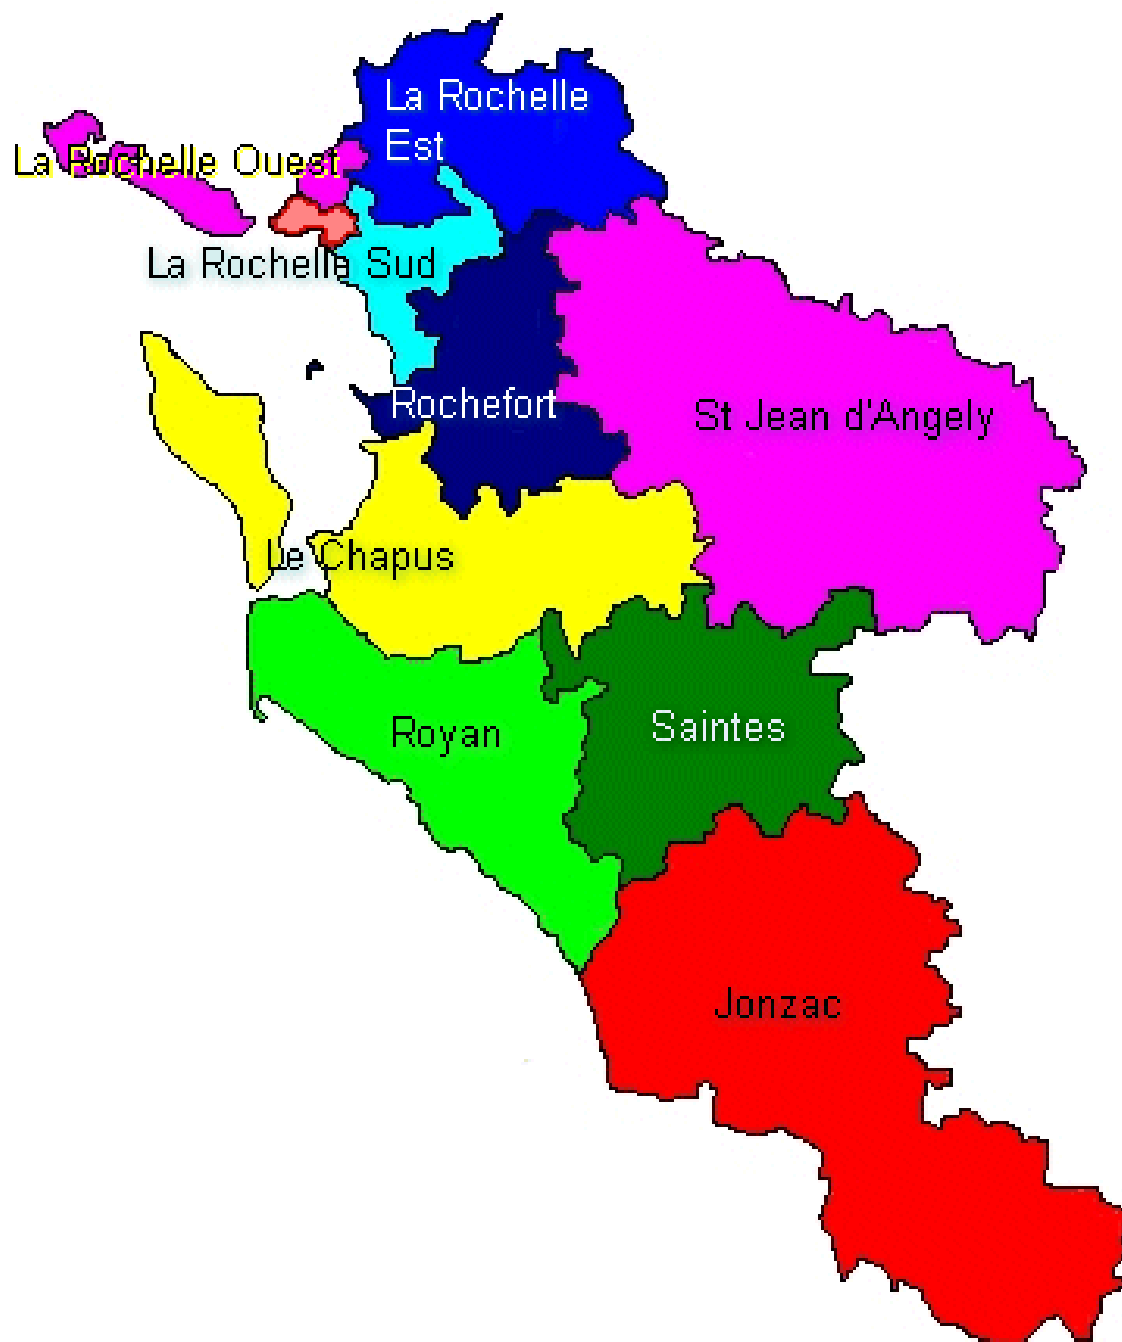 La Rochelle
Est
La Rochelle Ouest
La Rochelle Sud
Rochefort
St Jean d'Angely
Le Chapus
Royan
Saintes
Jonzac